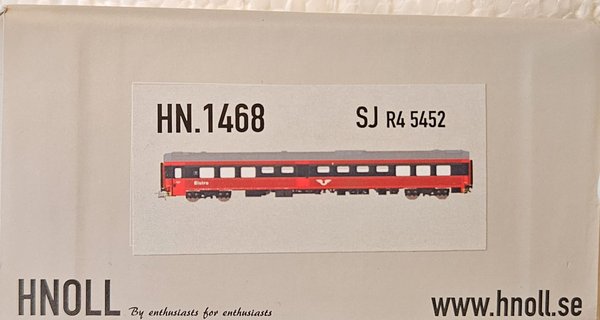 HN.1468 SJ R4 5452
Bistro
HNOLL By enthusiasts for enthusiasts www.hnoll.se